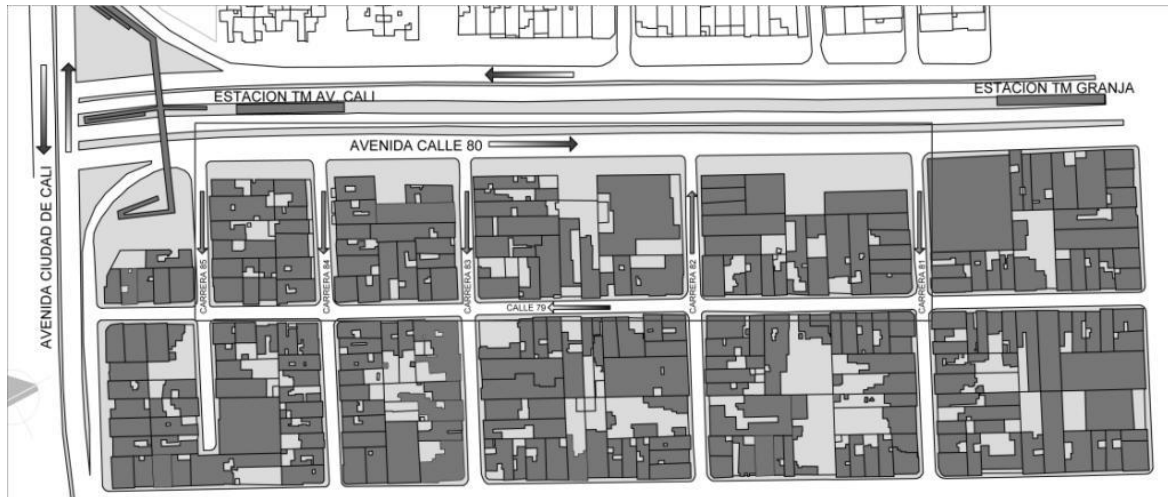 ESTACION TM AV. CALI
ESTACION TM GRANJA
AVENIDA CALLE 80
AVENIDA CIUDAD DE CALI
CARRERA 85
CARRERA 84
CARRERA 83
CARRERA 82
CARRERA 81
CALLE 79